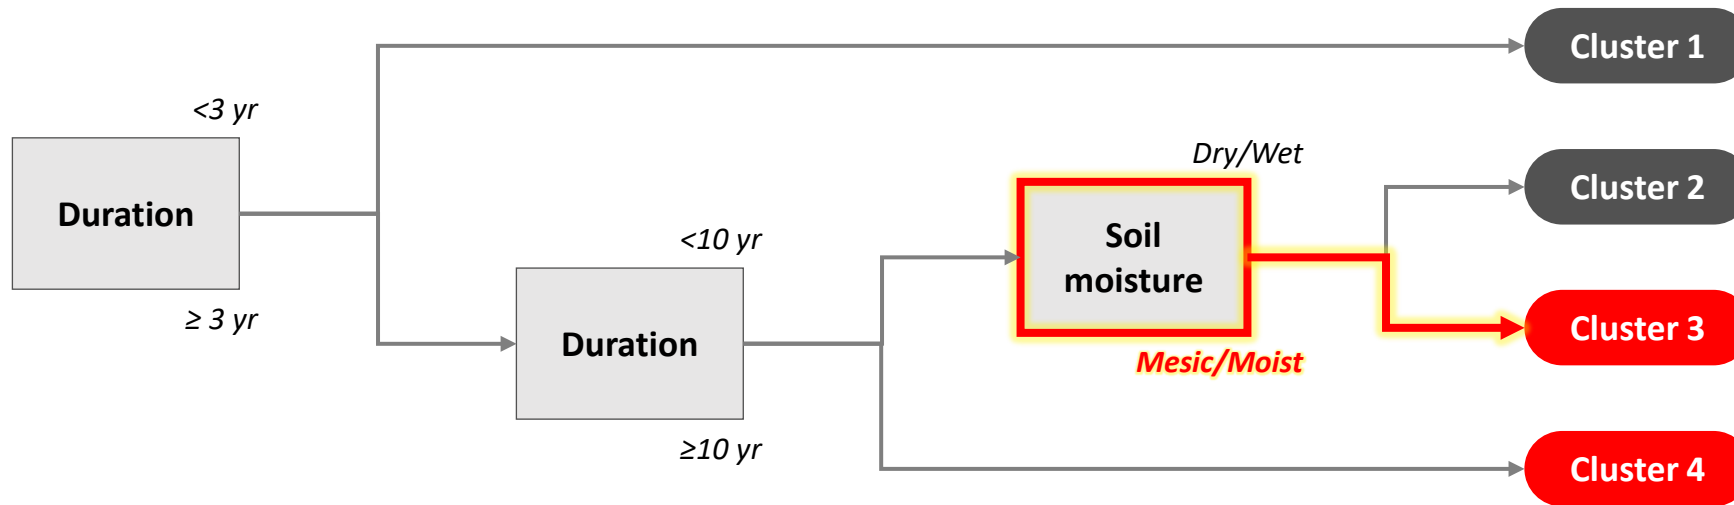 Cluster 1
<3 yr
Duration
≥ 3 yr
Dry/Wet
Cluster 2
<10 yr
Soil
moisture
Duration
Cluster 3
Mesic/Moist
≥10 yr
Cluster 4